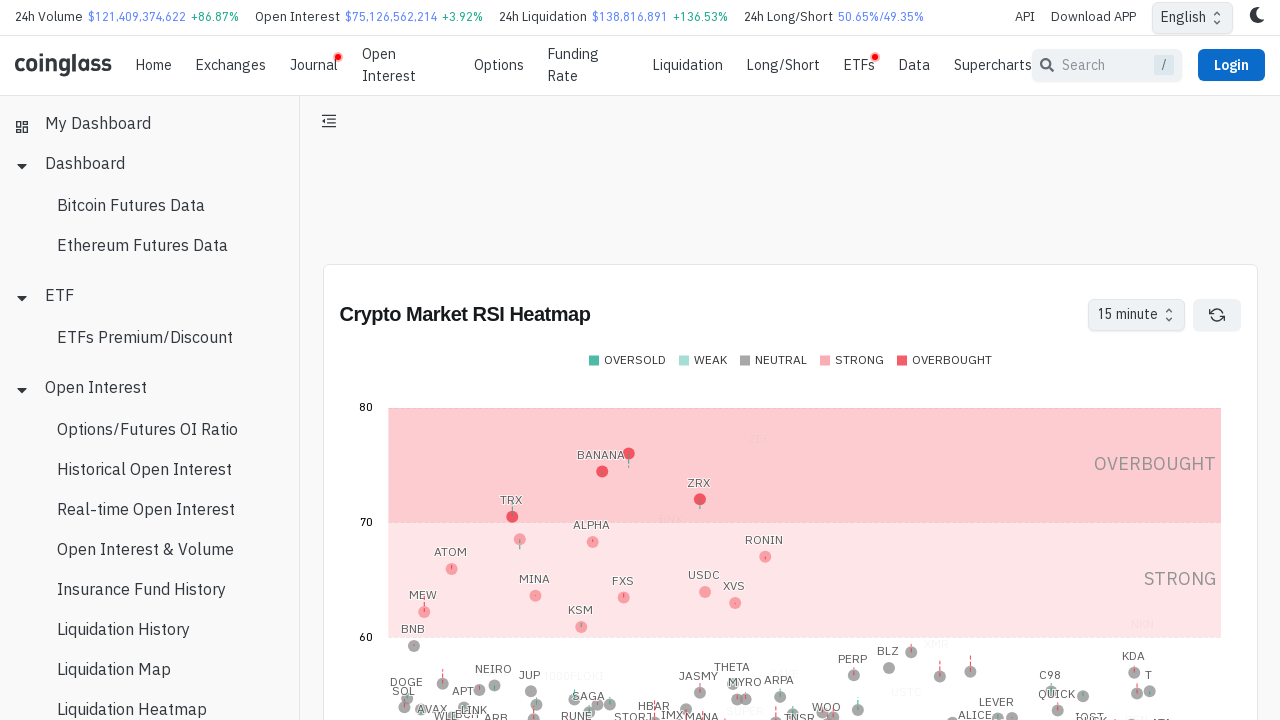 24h Volume $121,409,374,622 +86.87% Open Interest $75,126,562,214 +3.92% 24h Liquidation $138,816,891 +136.53% 24h Long/Short 50.65%/49.35% API Download APP English
coinglass Home Exchanges Journal Open Interest Options Funding Rate Liquidation Long/Short ETFs Data Supercharts Search / Login
My Dashboard
Dashboard
Bitcoin Futures Data
Ethereum Futures Data
ETF
ETFs Premium/Discount
Open Interest
Options/Futures OI Ratio
Historical Open Interest
Real-time Open Interest
Open Interest & Volume
Insurance Fund History
Liquidation History
Liquidation Map
Liquidation Heatmap
Crypto Market RSI Heatmap 15 minute
OVERSOLD WEAK NEUTRAL STRONG OVERBOUGHT
80
BANANA
OVERBOUGHT
ZRX
TRX
70
ALPHA
RONIN
ATOM
MINA FXS USDC XVS STRONG
MEW
KSM
BNB
60
BLZ
PERP KDA
NEIRO JUP JASMY THETA C98 T
DOGE MYRO ARPA
SOL APT SAGA QUICK
AVAX HBAR WOO LEVER
ARB RUNE IMX MANA TNSR ALICE